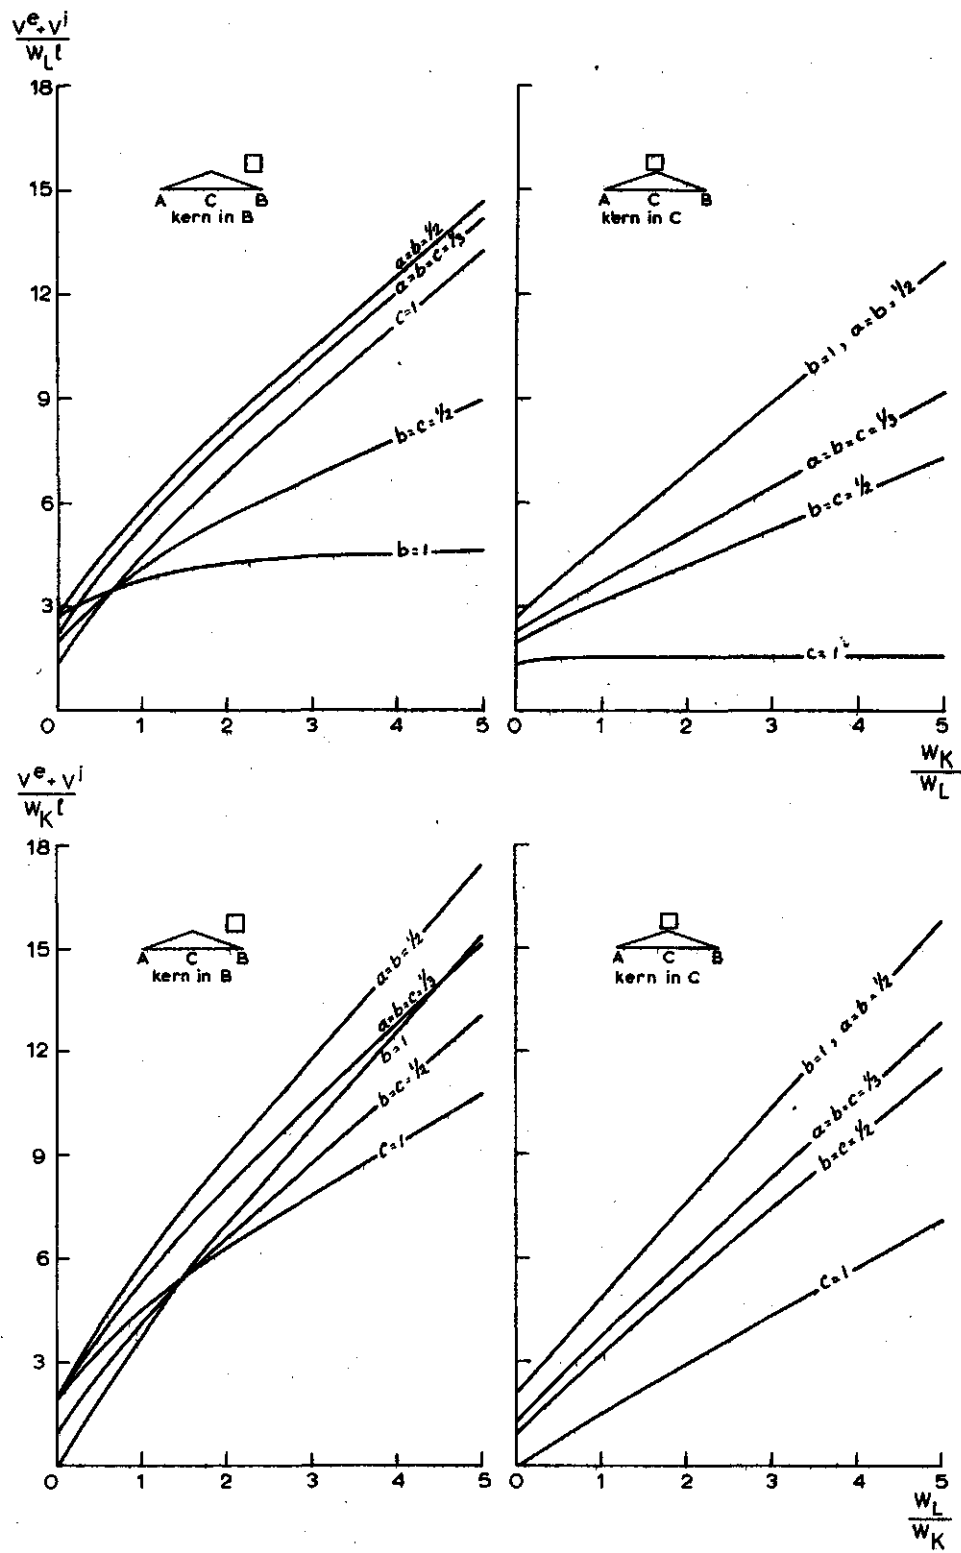 V^e + V^j
W_L ℓ
18
15
12
9
6
3
A C B
kern in B
a=b=1/2
a=b=c=1/3
c=1
b=c=1/2
b=1
0 1 2 3 4 5
A C B
kern in C
b=1, a=b=1/2
a=b=c=1/3
b=c=1/2
c=1
0 1 2 3 4 5
W_K
W_L
V^e + V^j
W_K ℓ
18
15
12
9
6
3
A C B
kern in B
a=b=1/2
a=b=c=1/3
b=1
b=c=1/2
c=1
0 1 2 3 4 5
A C B
kern in C
b=1, a=b=1/2
a=b=c=1/3
b=c=1/2
c=1
0 1 2 3 4 5
W_L
W_K